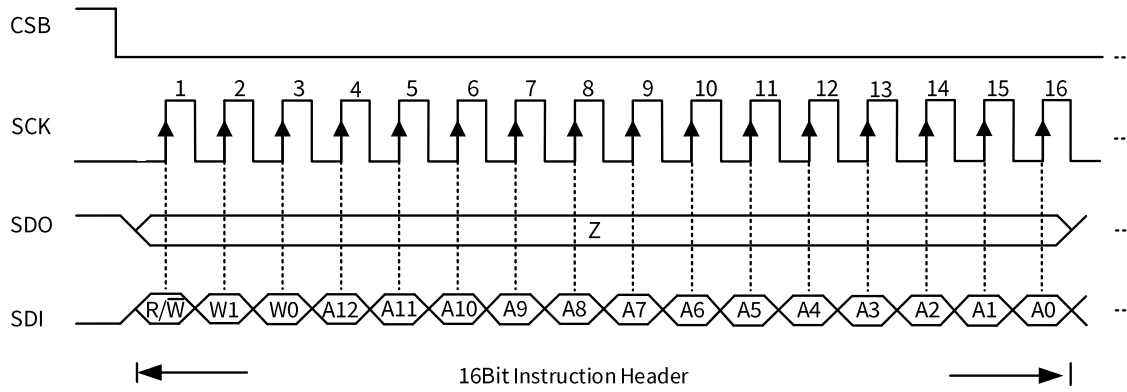 CSB
1 2 3 4 5 6 7 8 9 10 11 12 13 14 15 16
SCK
SDO
Z
SDI
R/W̅ W1 W0 A12 A11 A10 A9 A8 A7 A6 A5 A4 A3 A2 A1 A0
16Bit Instruction Header